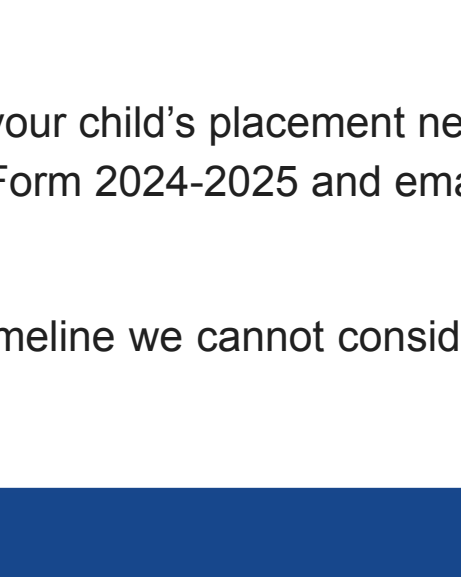 your child's placement ne
Form 2024-2025 and ema
meline we cannot consid